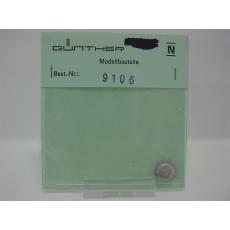 GÜNTHER N
Modellbauteile
Best.-Nr.: 9106